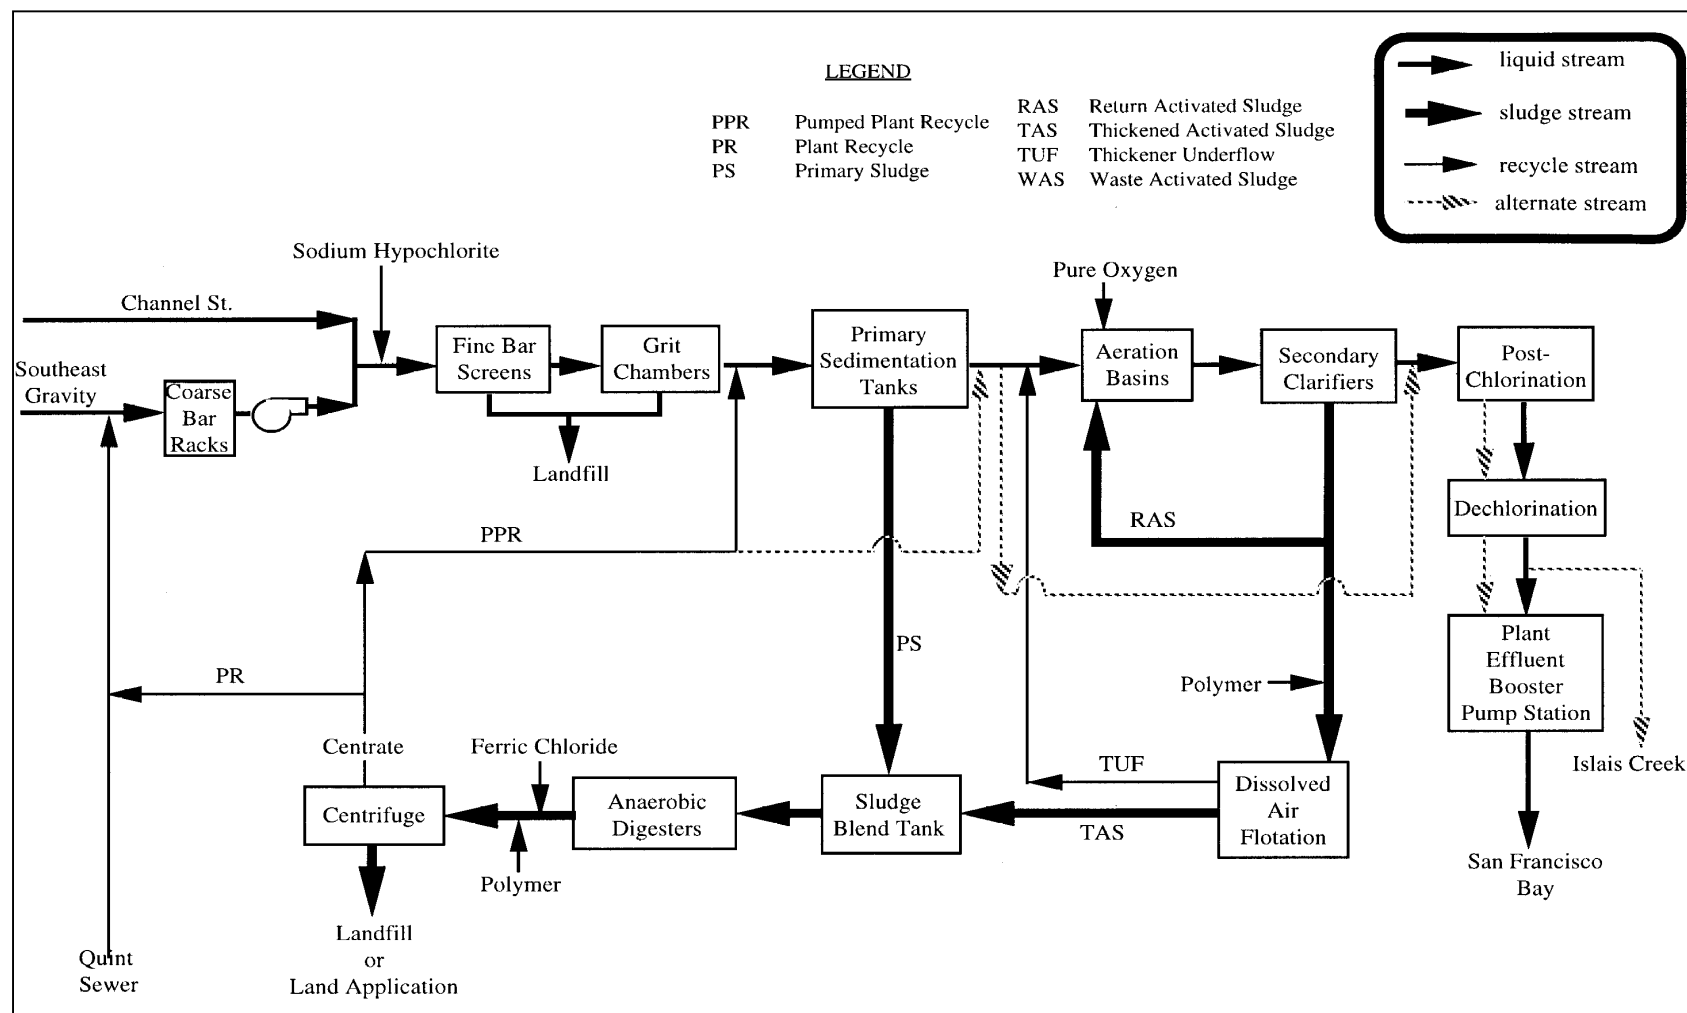 LEGEND
PPR Pumped Plant Recycle
PR Plant Recycle
PS Primary Sludge
RAS Return Activated Sludge
TAS Thickened Activated Sludge
TUF Thickener Underflow
WAS Waste Activated Sludge
liquid stream
sludge stream
recycle stream
alternate stream
Sodium Hypochlorite
Channel St.
Southeast
Gravity
Coarse
Bar
Racks
Fine Bar
Screens
Grit
Chambers
Landfill
Primary
Sedimentation
Tanks
Pure Oxygen
Aeration
Basins
Secondary
Clarifiers
Post-
Chlorination
Dechlorination
Plant
Effluent
Booster
Pump Station
Islais Creek
San Francisco
Bay
RAS
PPR
PS
PR
Polymer
TUF
TAS
Dissolved
Air
Flotation
Sludge
Blend Tank
Anaerobic
Digesters
Ferric Chloride
Polymer
Centrate
Centrifuge
Landfill
or
Land Application
Quint
Sewer